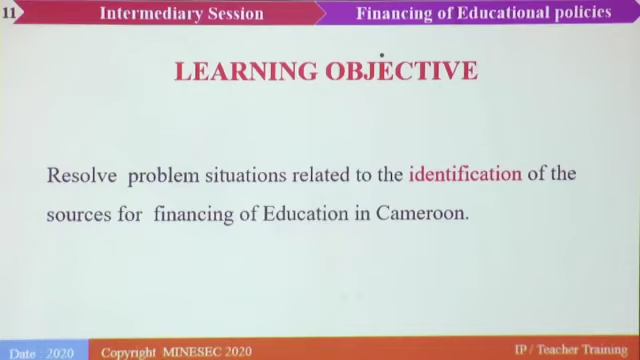 11
Intermediary Session
Financing of Educational policies
LEARNING OBJECTIVE
Resolve problem situations related to the identification of the
sources for financing of Education in Cameroon.
Date : 2020
Copyright MINESEC 2020
IP / Teacher Training